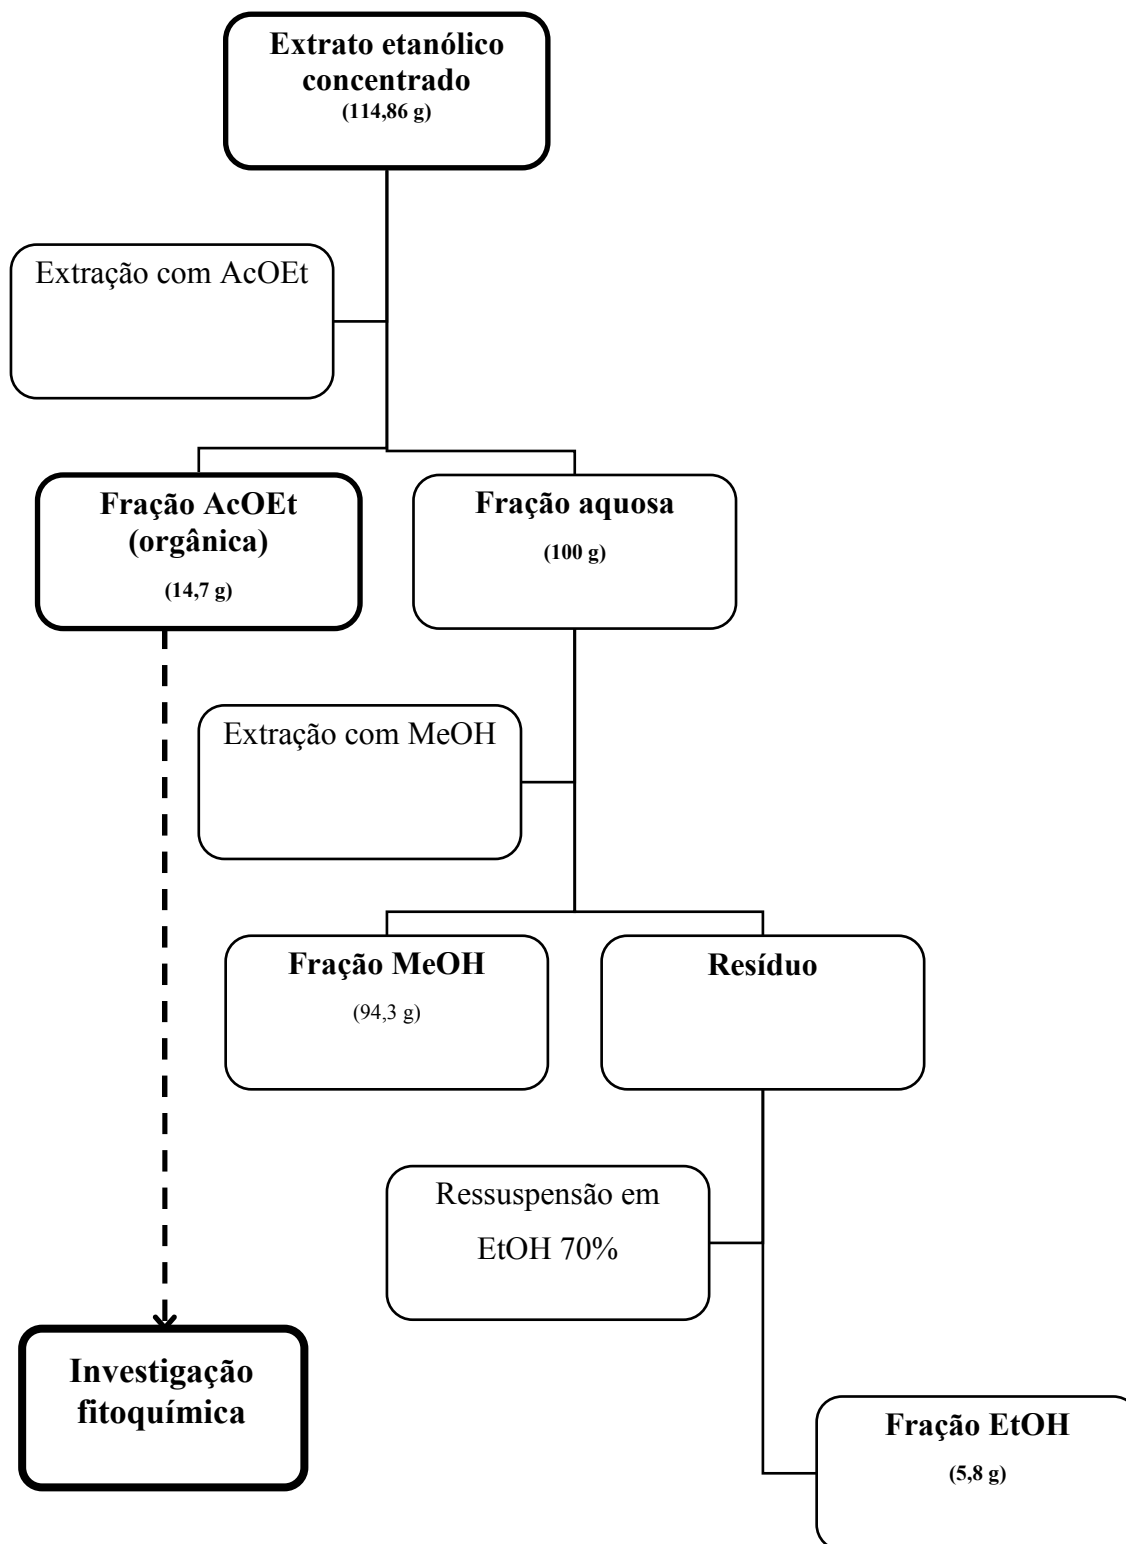 Extrato etanólico
concentrado
(114,86 g)
Extração com AcOEt
Fração AcOEt
(orgânica)
(14,7 g)
Fração aquosa
(100 g)
Extração com MeOH
Fração MeOH
(94,3 g)
Resíduo
Ressuspensão em
EtOH 70%
Investigação
fitoquímica
Fração EtOH
(5,8 g)